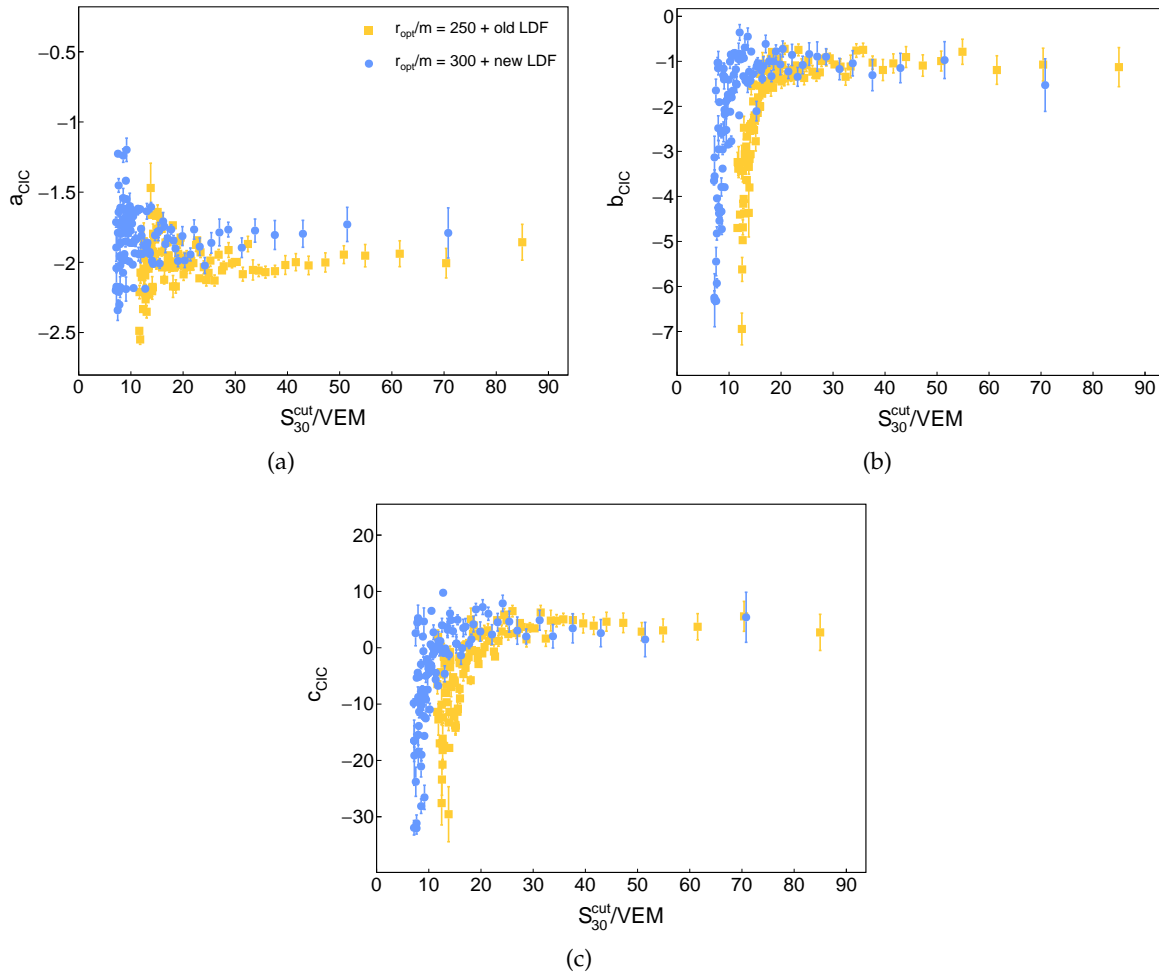 −0.5
−1
−1.5
−2
−2.5
a_CIC
r_opt/m = 250 + old LDF
r_opt/m = 300 + new LDF
0 10 20 30 40 50 60 70 80 90
S_30^cut/VEM
(a)
0
−1
−2
−3
−4
−5
−6
−7
b_CIC
0 10 20 30 40 50 60 70 80 90
S_30^cut/VEM
(b)
20
10
0
−10
−20
−30
c_CIC
0 10 20 30 40 50 60 70 80 90
S_30^cut/VEM
(c)